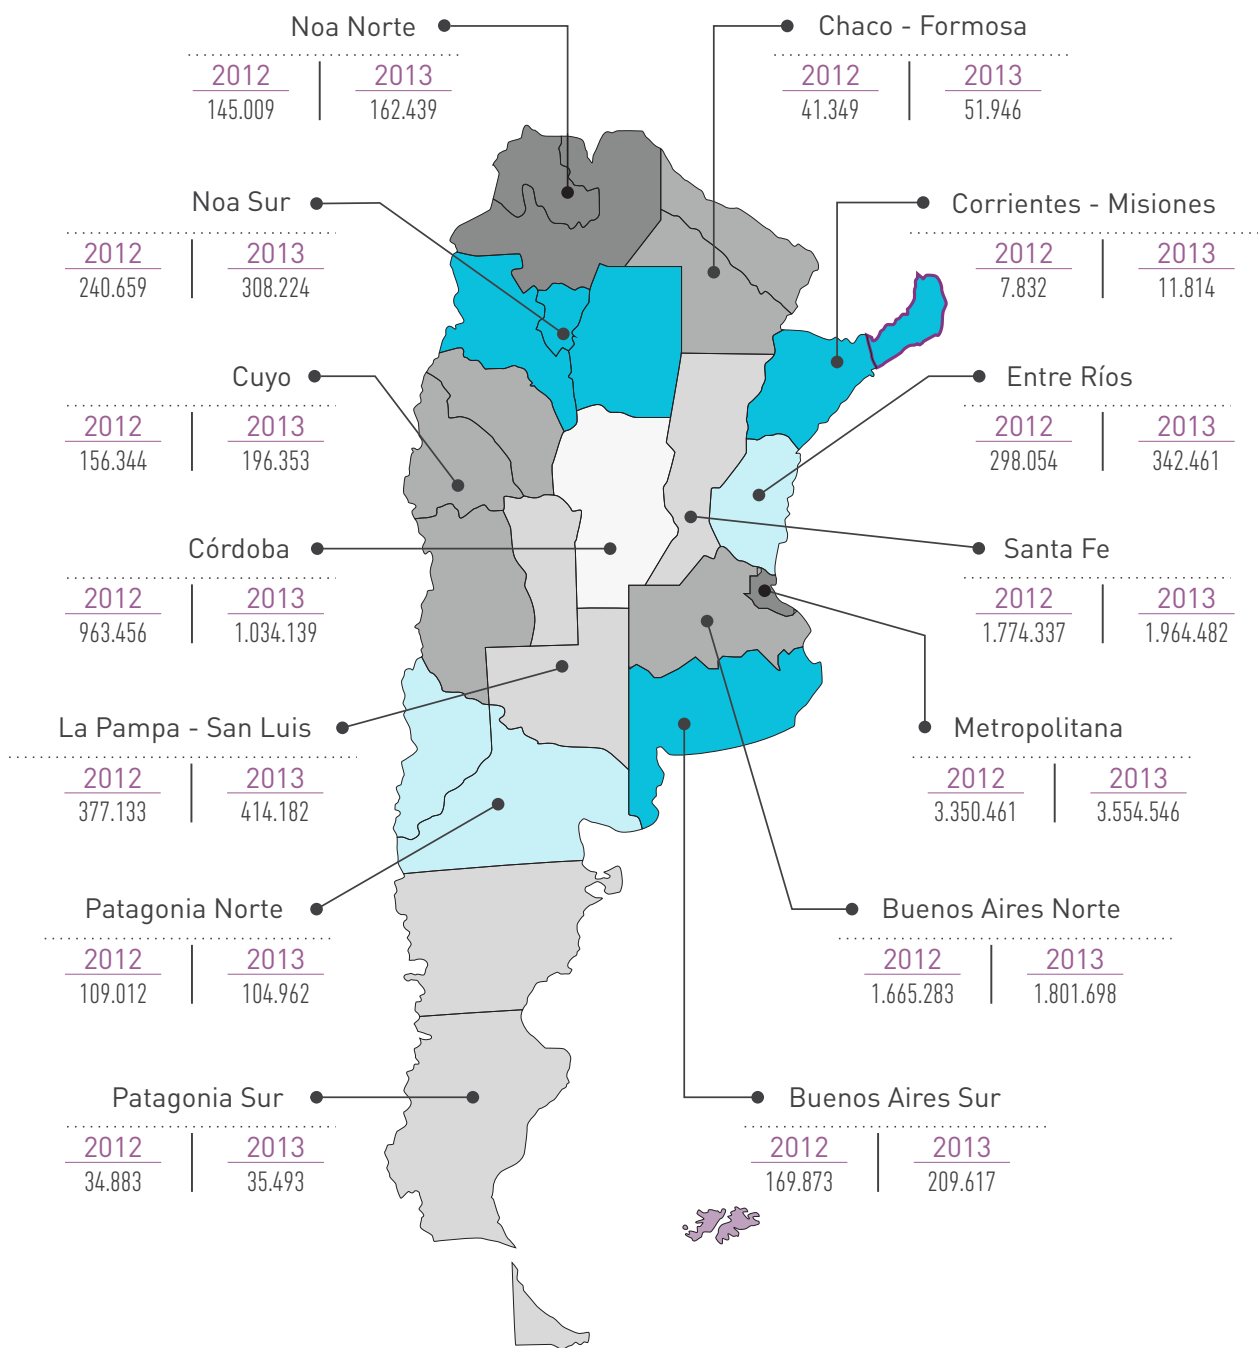 Noa Norte
2012 2013
145.009 162.439
Chaco - Formosa
2012 2013
41.349 51.946
Noa Sur
2012 2013
240.659 308.224
Corrientes - Misiones
2012 2013
7.832 11.814
Cuyo
2012 2013
156.344 196.353
Entre Ríos
2012 2013
298.054 342.461
Córdoba
2012 2013
963.456 1.034.139
Santa Fe
2012 2013
1.774.337 1.964.482
La Pampa - San Luis
2012 2013
377.133 414.182
Metropolitana
2012 2013
3.350.461 3.554.546
Patagonia Norte
2012 2013
109.012 104.962
Buenos Aires Norte
2012 2013
1.665.283 1.801.698
Patagonia Sur
2012 2013
34.883 35.493
Buenos Aires Sur
2012 2013
169.873 209.617